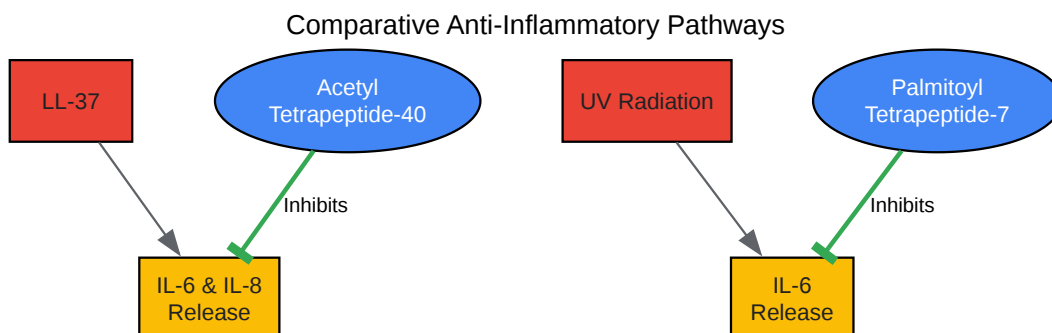 Comparative Anti-Inflammatory Pathways
LL-37
Acetyl
Tetrapeptide-40
Inhibits
IL-6 & IL-8
Release
UV Radiation
Palmitoyl
Tetrapeptide-7
Inhibits
IL-6
Release